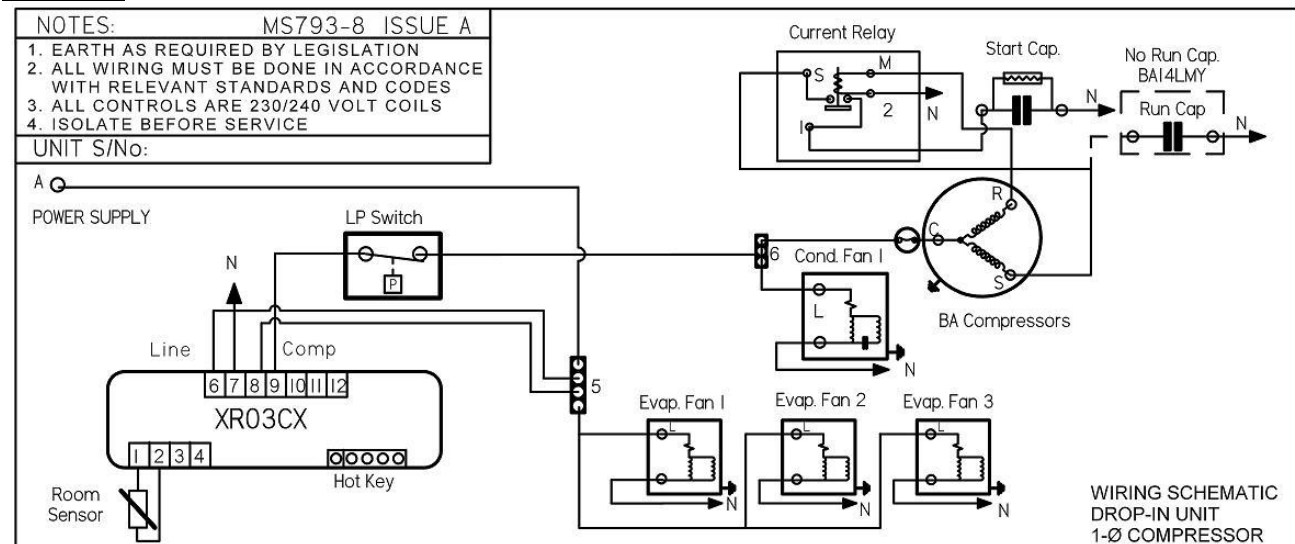 NOTES: MS793-8 ISSUE A
1. EARTH AS REQUIRED BY LEGISLATION
2. ALL WIRING MUST BE DONE IN ACCORDANCE
WITH RELEVANT STANDARDS AND CODES
3. ALL CONTROLS ARE 230/240 VOLT COILS
4. ISOLATE BEFORE SERVICE
UNIT S/No:
Current Relay
S
M
2
N
I
Start Cap.
N
No Run Cap.
BA14LMY
Run Cap
N
A
POWER SUPPLY
LP Switch
P
N
Line
Comp
6 7 8 9 10 11 12
XR03CX
1 2 3 4
Hot Key
Room
Sensor
5
6
Cond. Fan 1
L
N
R
C
S
BA Compressors
Evap. Fan 1
L
N
Evap. Fan 2
L
N
Evap. Fan 3
L
N
WIRING SCHEMATIC
DROP-IN UNIT
1-Ø COMPRESSOR